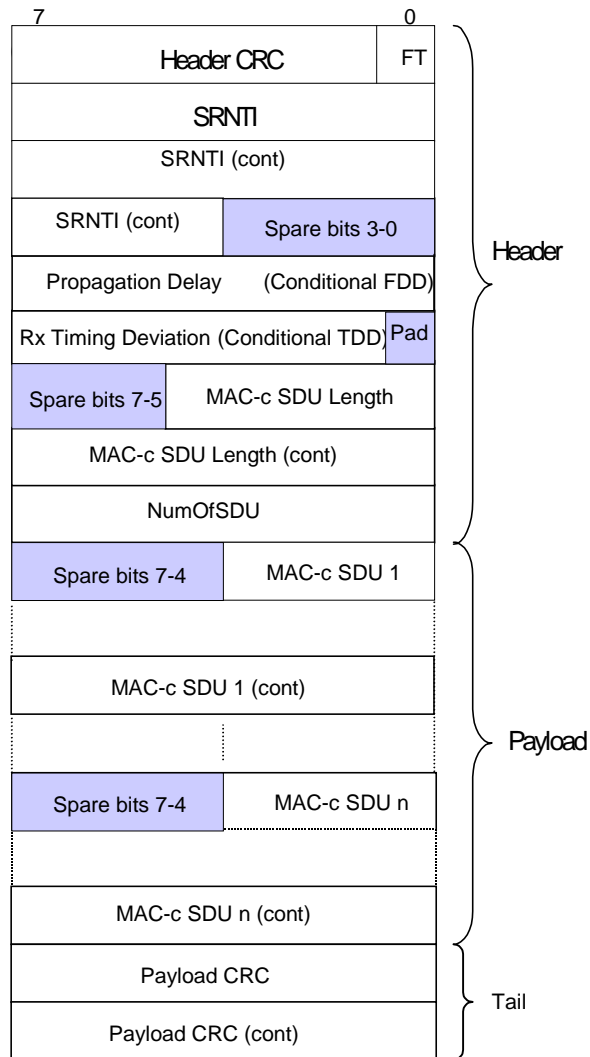 7 0
Header CRC FT
SRNTI
SRNTI (cont)
SRNTI (cont) Spare bits 3-0
Header
Propagation Delay (Conditional FDD)
Rx Timing Deviation (Conditional TDD) Pad
Spare bits 7-5 MAC-c SDU Length
MAC-c SDU Length (cont)
NumOfSDU
Spare bits 7-4 MAC-c SDU 1
MAC-c SDU 1 (cont)
Payload
Spare bits 7-4 MAC-c SDU n
MAC-c SDU n (cont)
Payload CRC
Tail
Payload CRC (cont)